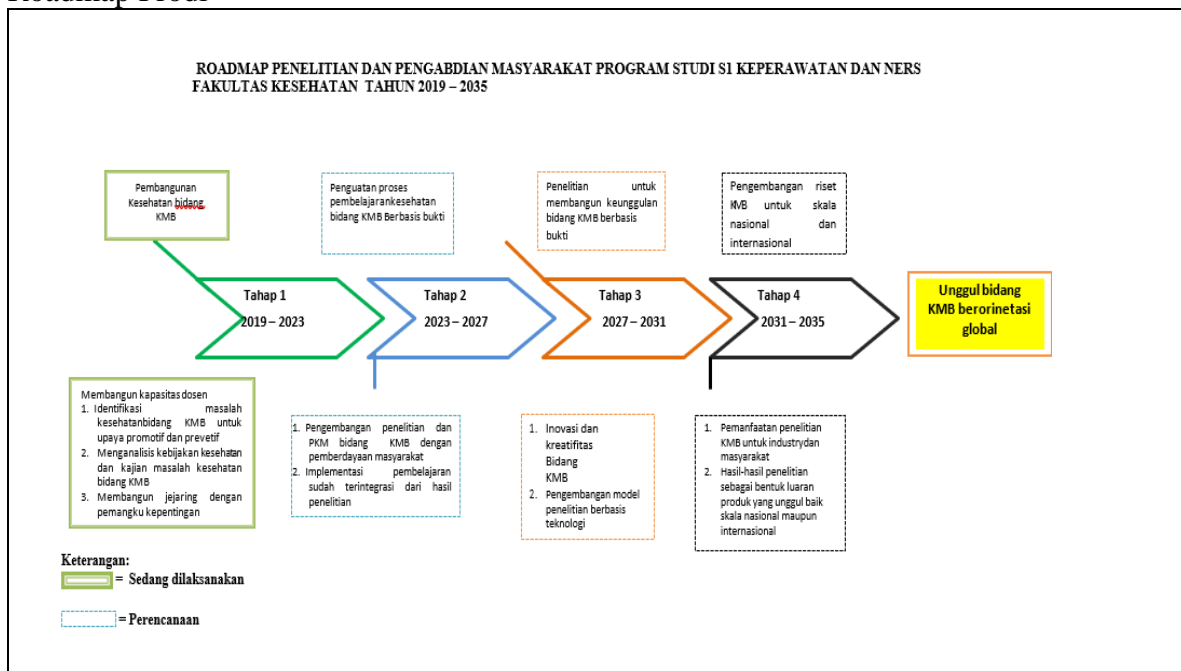 Roadmap Prodi
ROADMAP PENELITIAN DAN PENGABDIAN MASYARAKAT PROGRAM STUDI S1 KEPERAWATAN DAN NERS
FAKULTAS KESEHATAN TAHUN 2019 – 2035
Pembangunan
Kesehatan bidang
KMB
Penguatan proses
pembelajarankesehatan
bidang KMB Berbasis bukti
Penelitian untuk
membangun keunggulan
bidang KMB berbasis
bukti
Pengembangan riset
KMB untuk skala
nasional dan
internasional
Tahap 1
2019 – 2023
Tahap 2
2023 – 2027
Tahap 3
2027 – 2031
Tahap 4
2031 – 2035
Unggul bidang
KMB berorinetasi
global
Membangun kapasitas dosen
1. Identifikasi masalah
kesehatanbidang KMB untuk
upaya promotif dan prevetif
2. Menganalisis kebijakan kesehatan
dan kajian masalah kesehatan
bidang KMB
3. Membangun jejaring dengan
pemangku kepentingan
1. Pengembangan penelitian dan
PKM bidang KMB dengan
pemberdayaan masyarakat
2. Implementasi pembelajaran
sudah terintegrasi dari hasil
penelitian
1. Inovasi dan
kreatifitas
Bidang
KMB
2. Pengembangan model
penelitian berbasis
teknologi
1. Pemanfaatan penelitian
KMB untuk industrydan
masyarakat
2. Hasil-hasil penelitian
sebagai bentuk luaran
produk yang unggul baik
skala nasional maupun
internasional
Keterangan:
= Sedang dilaksanakan
= Perencanaan